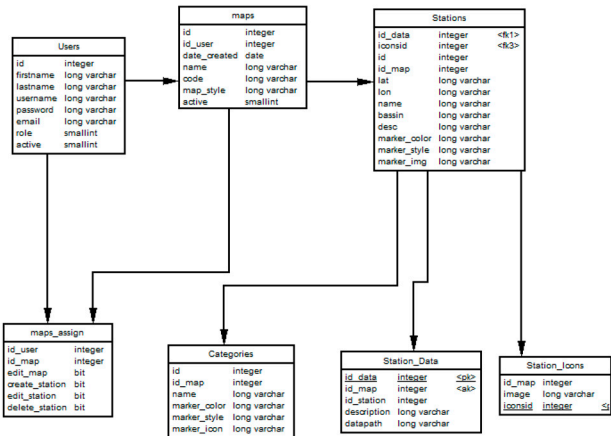 Users
id integer
firstname long varchar
lastname long varchar
username long varchar
password long varchar
email long varchar
role smallint
active smallint
maps
id integer
id_user integer
date_created date
name long varchar
code long varchar
map_style long varchar
active smallint
Stations
id_data integer <fk1>
iconsid integer <fk3>
id integer
id_map integer
lat long varchar
lon long varchar
name long varchar
bassin long varchar
desc long varchar
marker_color long varchar
marker_style long varchar
marker_img long varchar
maps_assign
id_user integer
id_map integer
edit_map bit
create_station bit
edit_station bit
delete_station bit
Categories
id integer
id_map integer
name long varchar
marker_color long varchar
marker_style long varchar
marker_icon long varchar
Station_Data
id_data integer <pk>
id_map integer <ak>
id_station integer
description long varchar
datapath long varchar
Station_Icons
id_map integer
image long varchar
iconsid integer